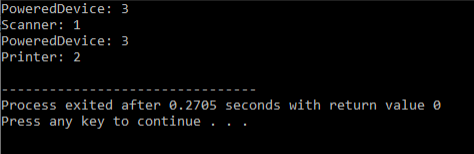 PoweredDevice: 3
Scanner: 1
PoweredDevice: 3
Printer: 2
--------------------------------
Process exited after 0.2705 seconds with return value 0
Press any key to continue . . .